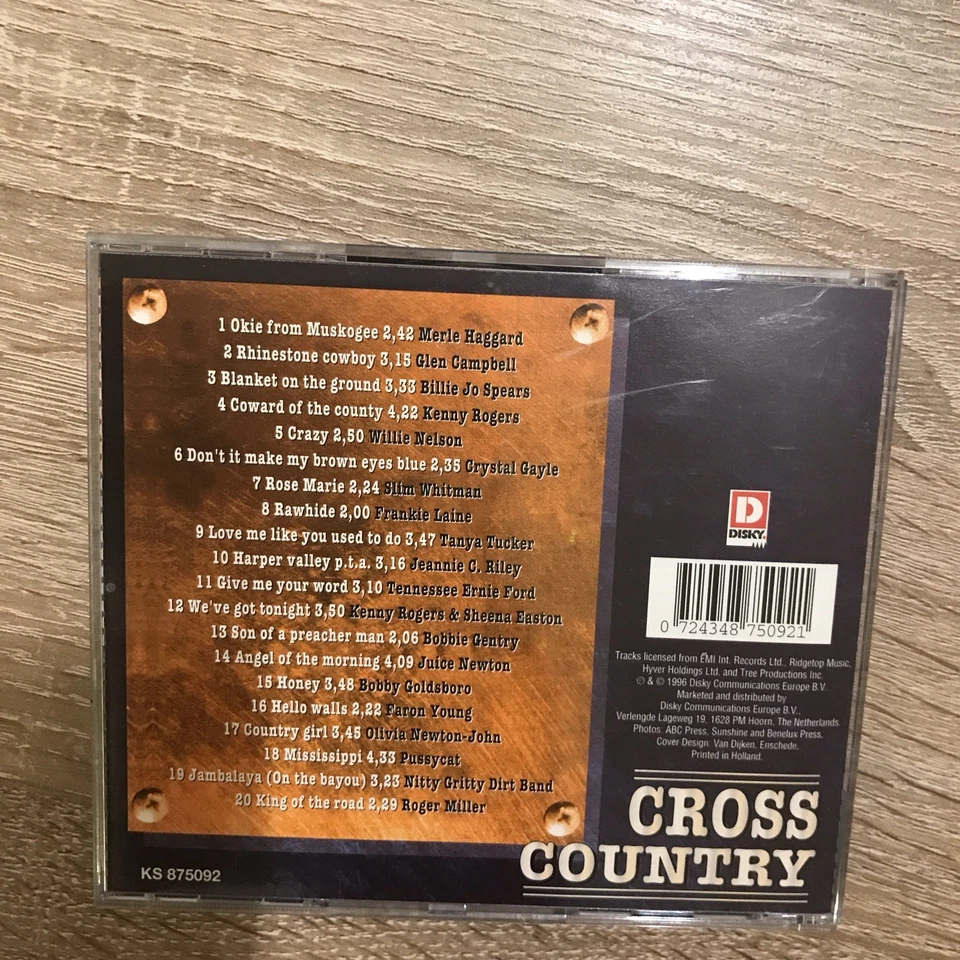 1 Okie from Muskogee 2,42 Merle Haggard
2 Rhinestone cowboy 3,15 Glen Campbell
3 Blanket on the ground 3,33 Billie Jo Spears
4 Coward of the county 4,22 Kenny Rogers
5 Crazy 2,50 Willie Nelson
6 Don't it make my brown eyes blue 2,35 Crystal Gayle
7 Rose Marie 2,24 Slim Whitman
8 Rawhide 2,00 Frankie Laine
9 Love me like you used to do 3,47 Tanya Tucker
10 Harper valley p.t.a. 3,16 Jeannie C. Riley
11 Give me your word 3,10 Tennessee Ernie Ford
12 We've got tonight 3,50 Kenny Rogers & Sheena Easton
13 Son of a preacher man 2,06 Bobbie Gentry
14 Angel of the morning 4,09 Juice Newton
15 Honey 3,48 Bobby Goldsboro
16 Hello walls 2,22 Faron Young
17 Country girl 3,45 Olivia Newton-John
18 Mississippi 4,33 Pussycat
19 Jambalaya (On the bayou) 3,23 Nitty Gritty Dirt Band
20 King of the road 2,29 Roger Miller
KS 875092
D
DISKY
0 724348 750921
Tracks licensed from EMI Int. Records Ltd., Ridgetop Music,
Hyver Holdings Ltd. and Tree Productions Inc.
℗ & © 1996 Disky Communications Europe B.V.
Marketed and distributed by
Disky Communications Europe B.V.,
Verlengde Lageweg 19, 1628 PM Hoorn, The Netherlands.
Photos: ABC Press, Sunshine and Benelux Press.
Cover Design: Van Dijken, Enschede.
Printed in Holland.
CROSS
COUNTRY